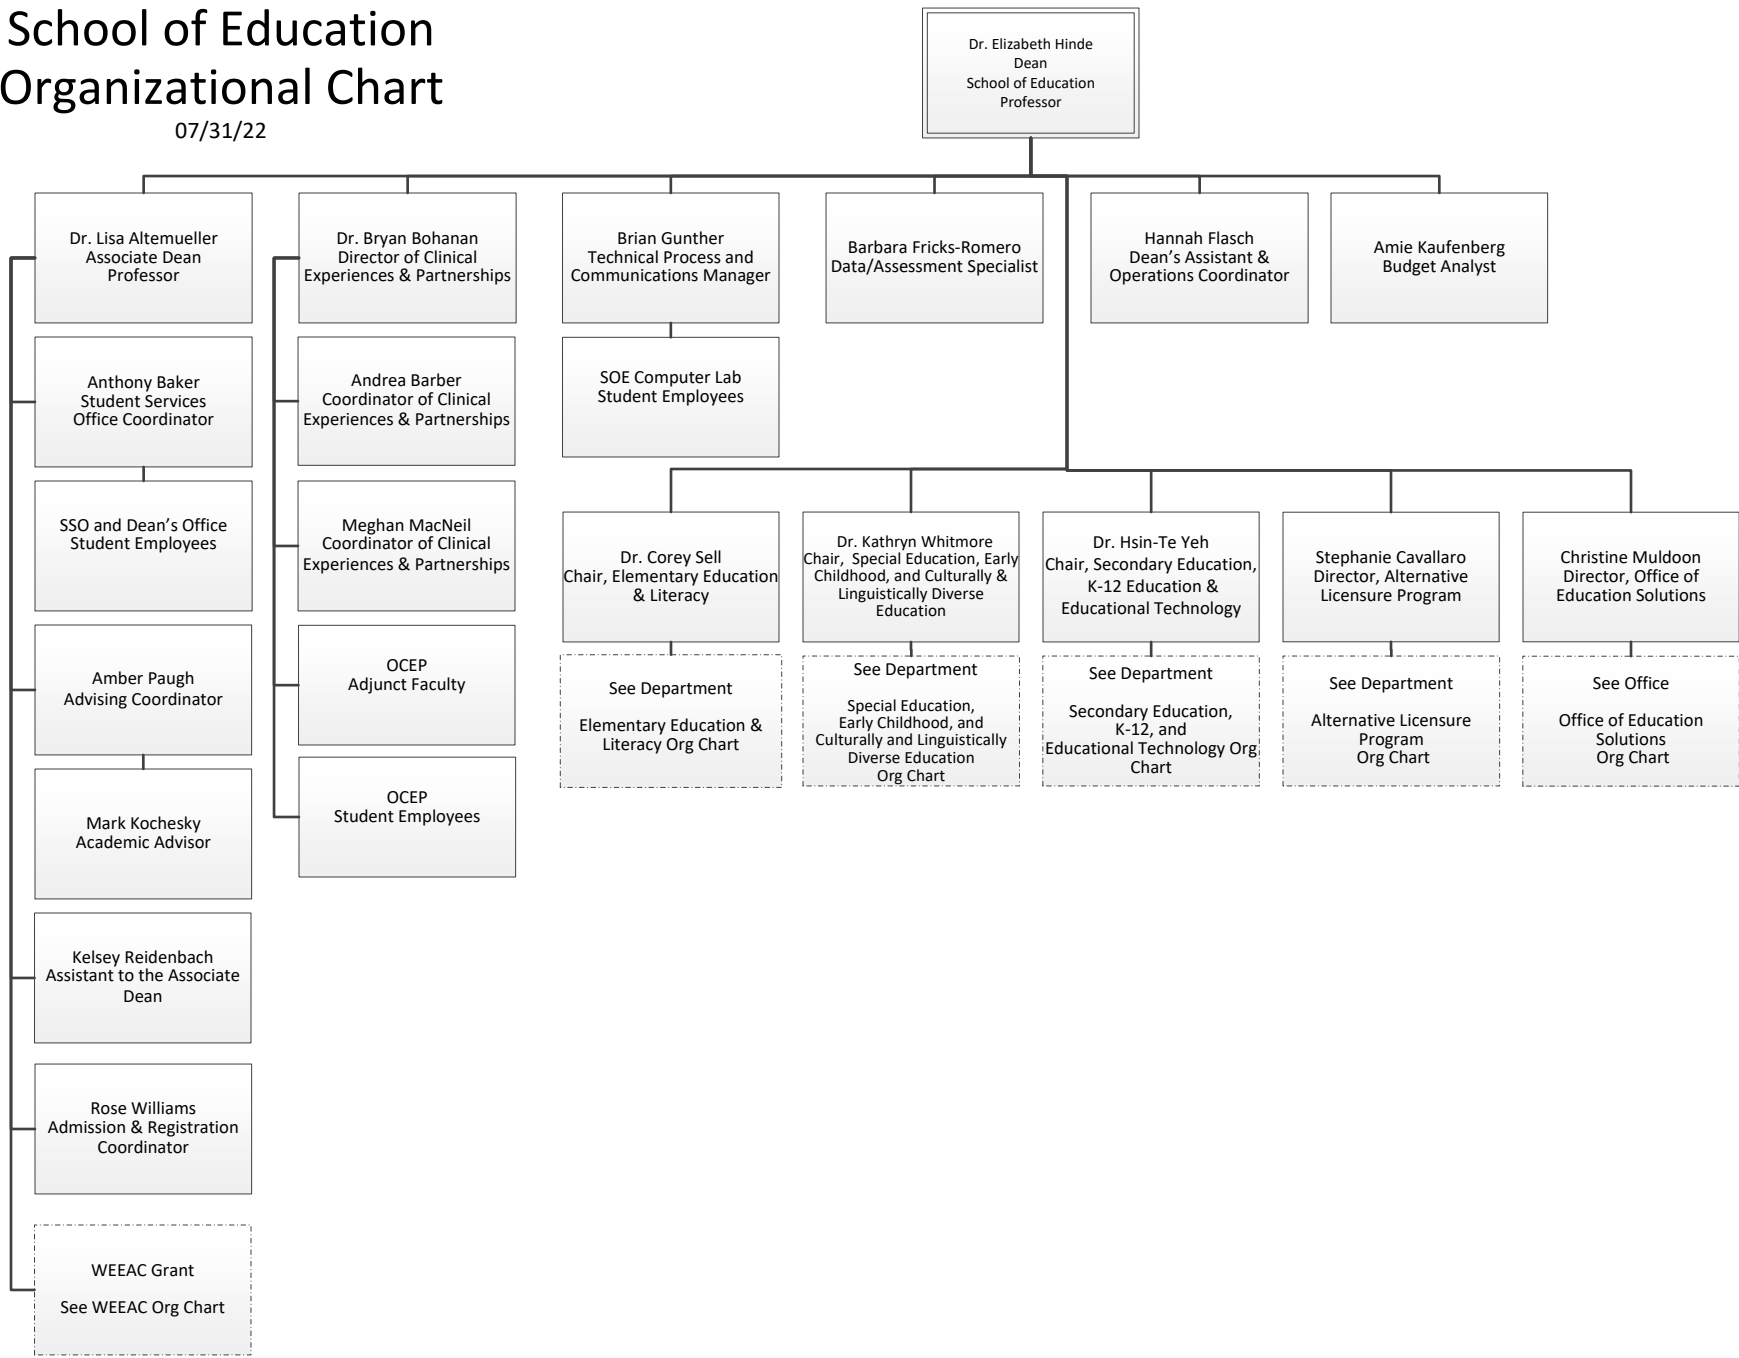 School of Education
Organizational Chart
07/31/22
Dr. Elizabeth Hinde
Dean
School of Education
Professor
Dr. Lisa Altemueller
Associate Dean
Professor
Dr. Bryan Bohanan
Director of Clinical
Experiences & Partnerships
Brian Gunther
Technical Process and
Communications Manager
Barbara Fricks-Romero
Data/Assessment Specialist
Hannah Flasch
Dean’s Assistant &
Operations Coordinator
Amie Kaufenberg
Budget Analyst
Anthony Baker
Student Services
Office Coordinator
Andrea Barber
Coordinator of Clinical
Experiences & Partnerships
SOE Computer Lab
Student Employees
SSO and Dean’s Office
Student Employees
Meghan MacNeil
Coordinator of Clinical
Experiences & Partnerships
Dr. Corey Sell
Chair, Elementary Education
& Literacy
Dr. Kathryn Whitmore
Chair, Special Education, Early
Childhood, and Culturally &
Linguistically Diverse
Education
Dr. Hsin-Te Yeh
Chair, Secondary Education,
K-12 Education &
Educational Technology
Stephanie Cavallaro
Director, Alternative
Licensure Program
Christine Muldoon
Director, Office of
Education Solutions
Amber Paugh
Advising Coordinator
OCEP
Adjunct Faculty
See Department
Elementary Education &
Literacy Org Chart
See Department
Special Education,
Early Childhood, and
Culturally and Linguistically
Diverse Education
Org Chart
See Department
Secondary Education,
K-12, and
Educational Technology Org
Chart
See Department
Alternative Licensure
Program
Org Chart
See Office
Office of Education
Solutions
Org Chart
Mark Kochesky
Academic Advisor
OCEP
Student Employees
Kelsey Reidenbach
Assistant to the Associate
Dean
Rose Williams
Admission & Registration
Coordinator
WEEAC Grant
See WEEAC Org Chart